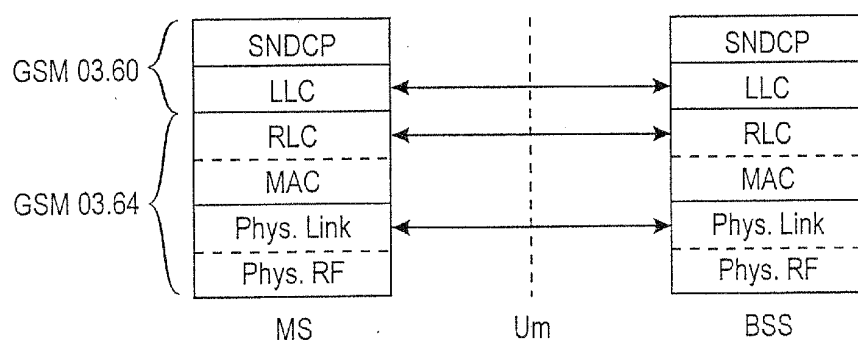 SNDCP
LLC
RLC
MAC
Phys. Link
Phys. RF
GSM 03.60
GSM 03.64
MS
Um
SNDCP
LLC
RLC
MAC
Phys. Link
Phys. RF
BSS